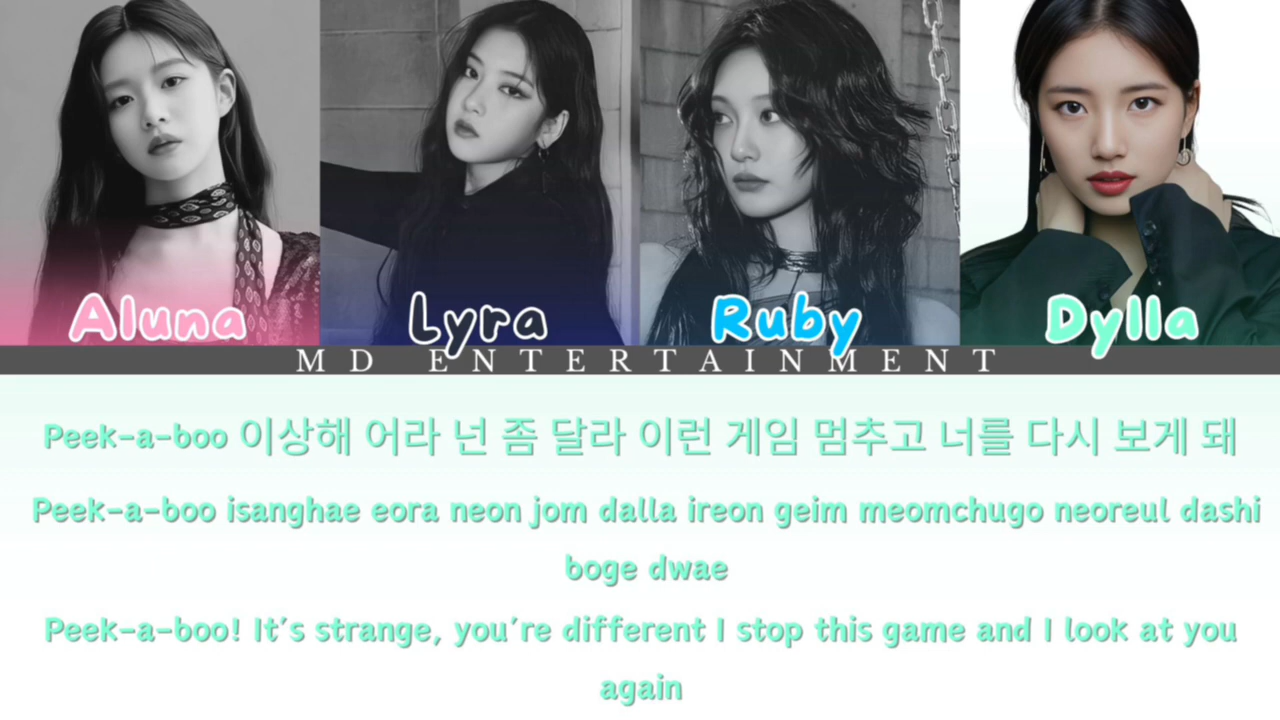 Aluna
Lyra
Ruby
Dylla
MD ENTERTAINMENT
Peek-a-boo 이상해 어라 넌 좀 달라 이런 게임 멈추고 너를 다시 보게 돼
Peek-a-boo isanghae eora neon jom dalla ireon geim meomchugo neoreul dashi
boge dwae
Peek-a-boo! It's strange, you're different I stop this game and I look at you
again